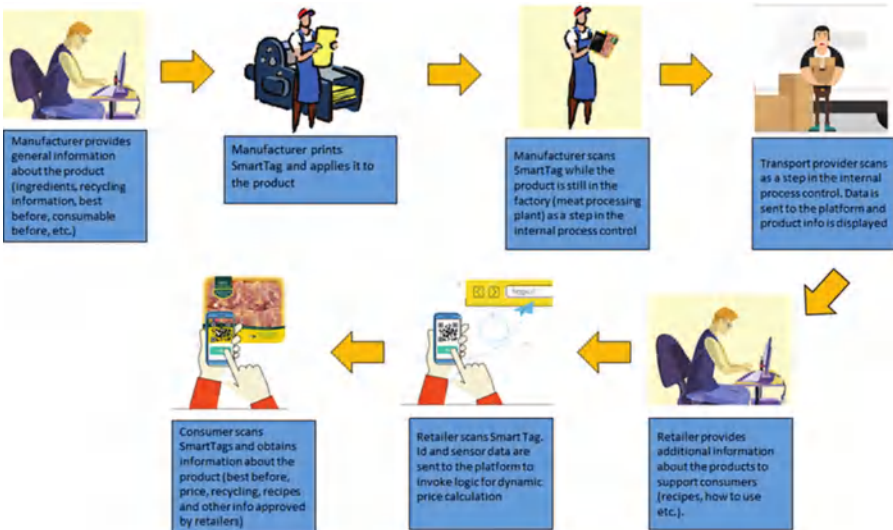 Manufacturer provides
general information
about the product
(ingredients, recycling
information, best
before, consumable
before, etc.)
Manufacturer prints
SmartTag and applies it to
the product
Manufacturer scans
SmartTag while the
product is still in the
factory (meat processing
plant) as a step in the
internal process control
Transport provider scans
as a step in the internal
process control. Data is
sent to the platform and
product info is displayed
Consumer scans
SmartTags and obtains
information about the
product (best before,
price, recycling, recipes
and other info approved
by retailers)
Retailer scans Smart Tag.
Id and sensor data are
sent to the platform to
invoke logic for dynamic
price calculation
Retailer provides
additional information
about the products to
support consumers
(recipes, how to use
etc.).